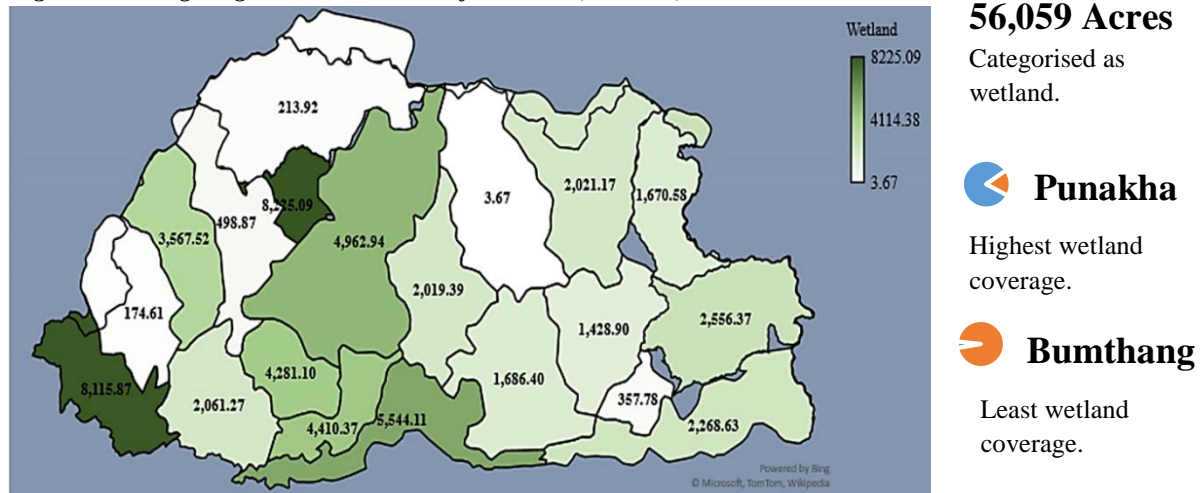 56,059 Acres
Categorised as
wetland.
Wetland
8225.09
4114.38
3.67
213.92
3.67
2,021.17
1,670.58
8,225.09
498.87
3,567.52
4,962.94
2,019.39
174.61
1,428.90
2,556.37
8,115.87
4,281.10
1,686.40
357.78
2,061.27
4,410.37
5,544.11
2,268.63
Powered by Bing
© Microsoft, TomTom, Wikipedia
Punakha
Highest wetland
coverage.
Bumthang
Least wetland
coverage.